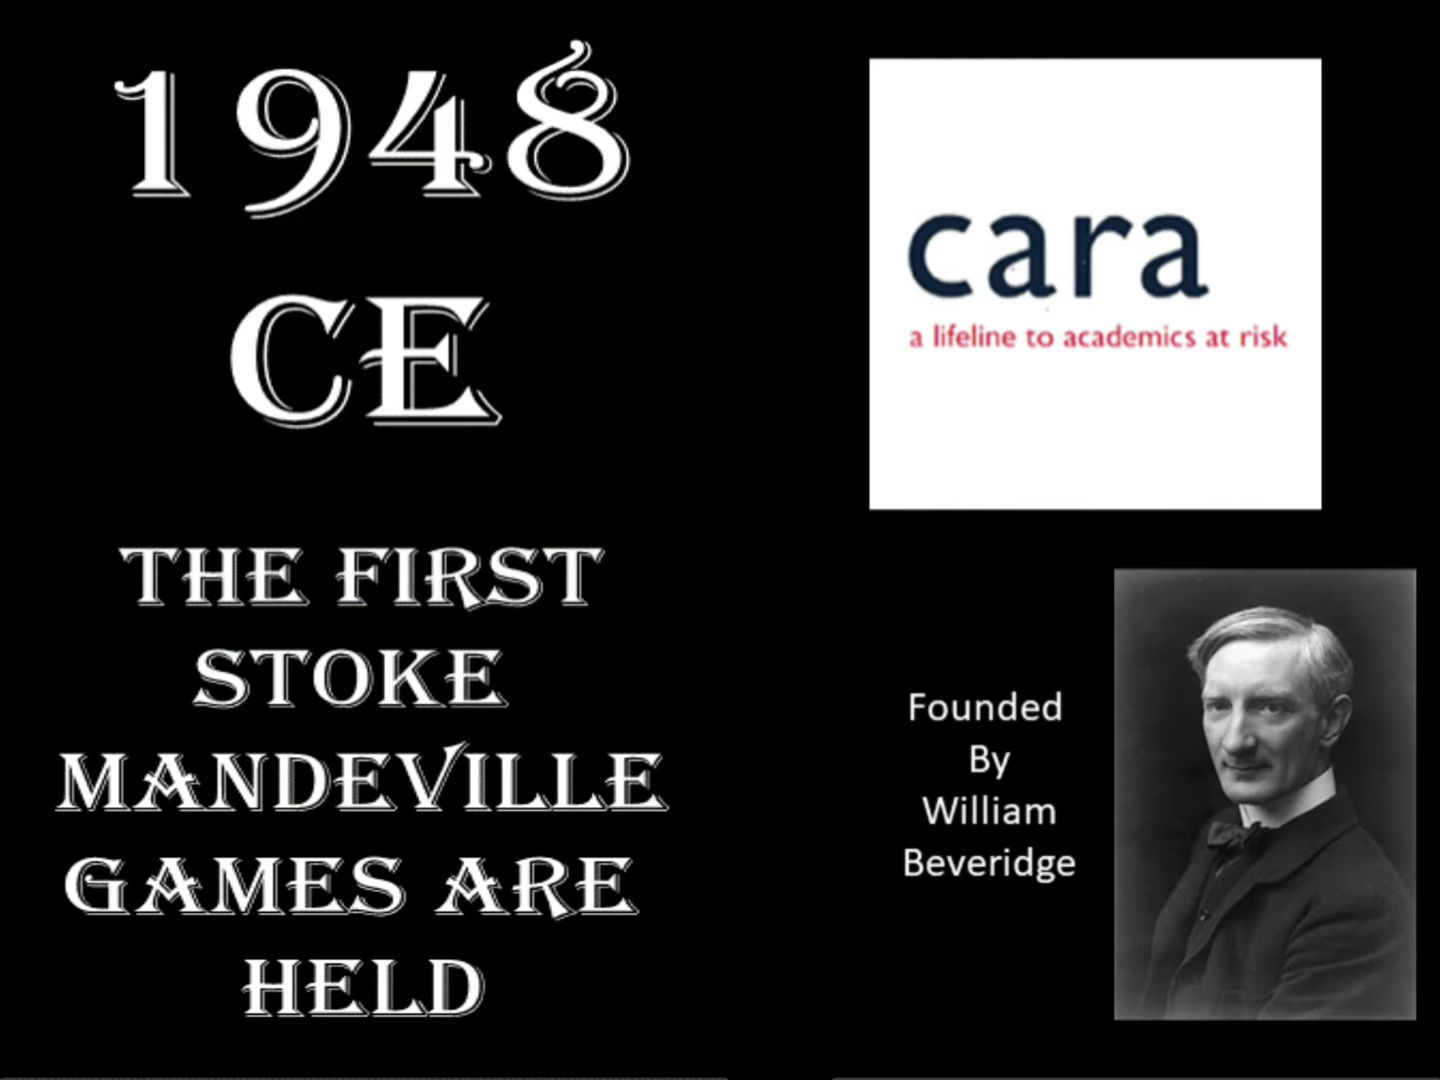 1948
CE
THE FIRST
STOKE
MANDEVILLE
GAMES ARE
HELD
cara
a lifeline to academics at risk
Founded
By
William
Beveridge